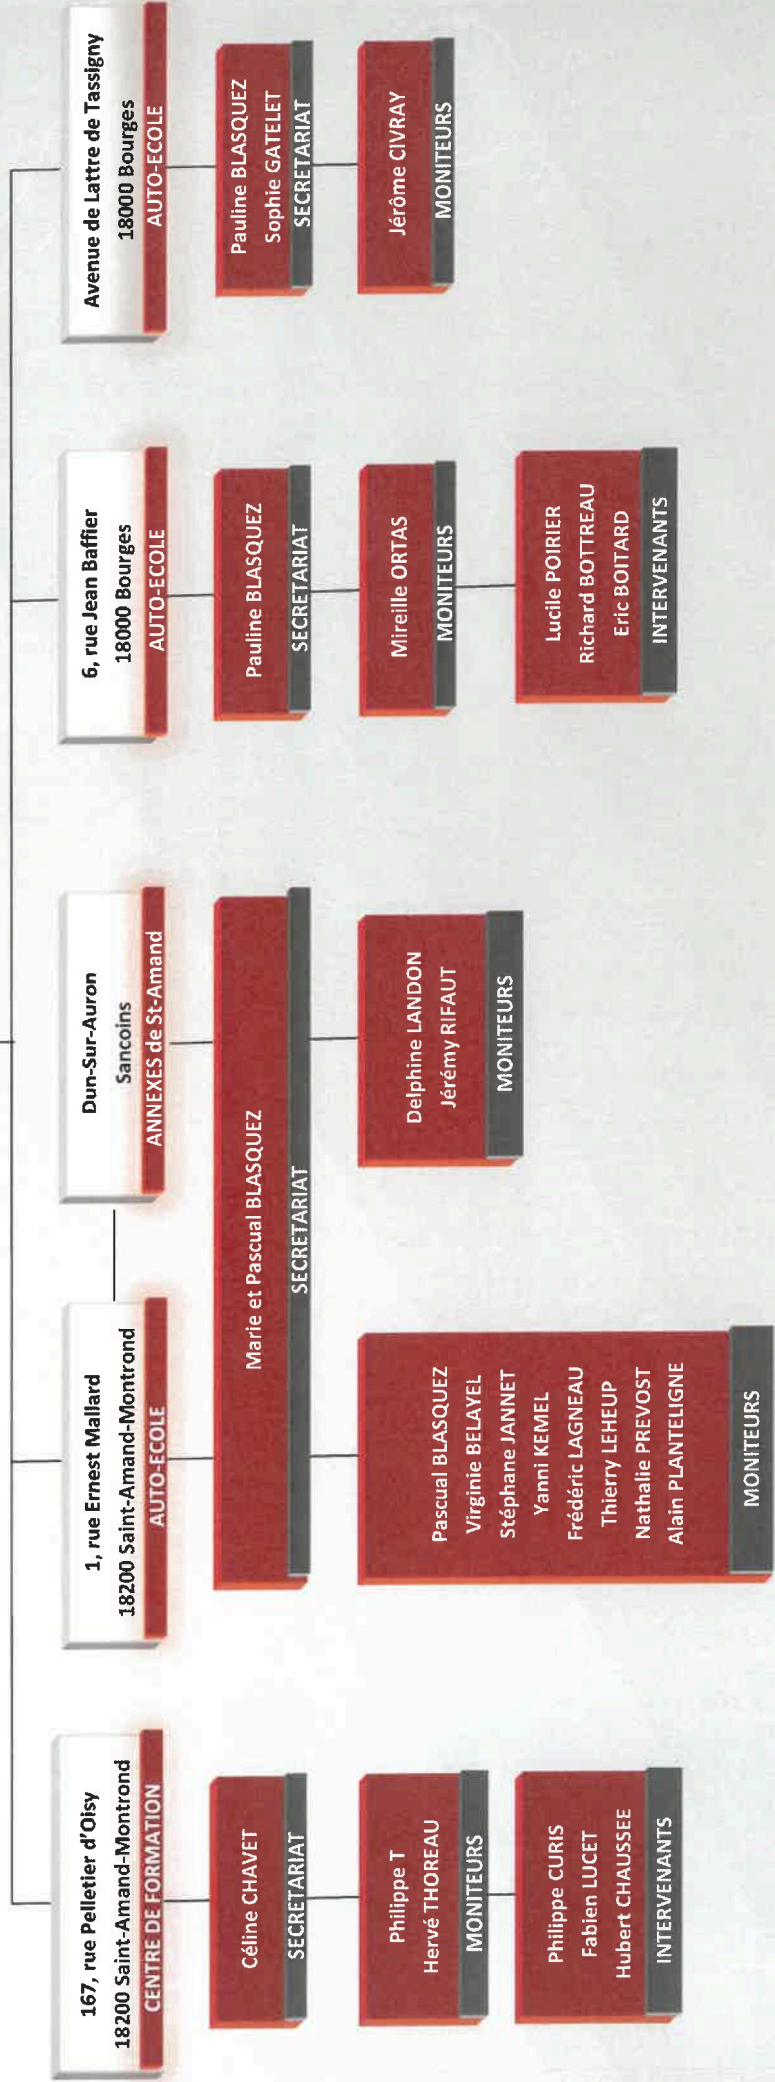 167, rue Pelletier d'Oisy
18200 Saint-Amand-Montrond
CENTRE DE FORMATION
Céline CHAVET
SECRETARIAT
Philippe T
Hervé THOREAU
MONITEURS
Philippe CURIS
Fabien LUCET
Hubert CHAUSSEE
INTERVENANTS
1, rue Ernest Mallard
18200 Saint-Amand-Montrond
AUTO-ECOLE
Dun-Sur-Auron
Sancoins
ANNEXES de St-Amand
Marie et Pascual BLASQUEZ
SECRETARIAT
Pascual BLASQUEZ
Virginie BELAYEL
Stéphane JANNET
Yanni KEMEL
Frédéric LAGNEAU
Thierry LEHEUP
Nathalie PREVOST
Alain PLANTELIGNE
MONITEURS
Delphine LANDON
Jérémy RIFAUT
MONITEURS
6, rue Jean Baffier
18000 Bourges
AUTO-ECOLE
Pauline BLASQUEZ
SECRETARIAT
Mireille ORTAS
MONITEURS
Lucile POIRIER
Richard BOTTREAU
Eric BOITARD
INTERVENANTS
Avenue de Lattre de Tassigny
18000 Bourges
AUTO-ECOLE
Pauline BLASQUEZ
Sophie GATELET
SECRETARIAT
Jérôme CIVRAY
MONITEURS